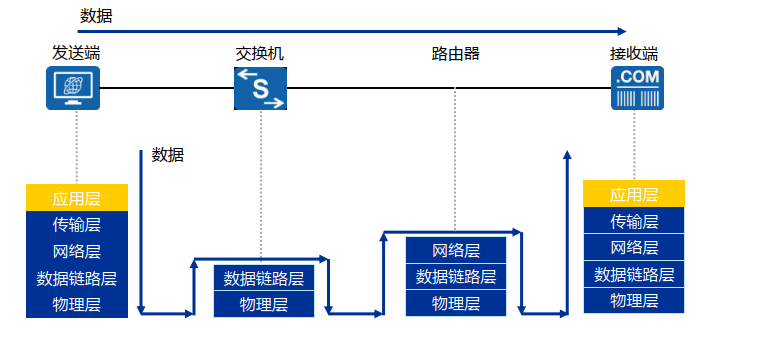 数据
发送端
交换机
路由器
接收端
S
.COM
数据
应用层
传输层
网络层
数据链路层
物理层
数据链路层
物理层
网络层
数据链路层
物理层
应用层
传输层
网络层
数据链路层
物理层